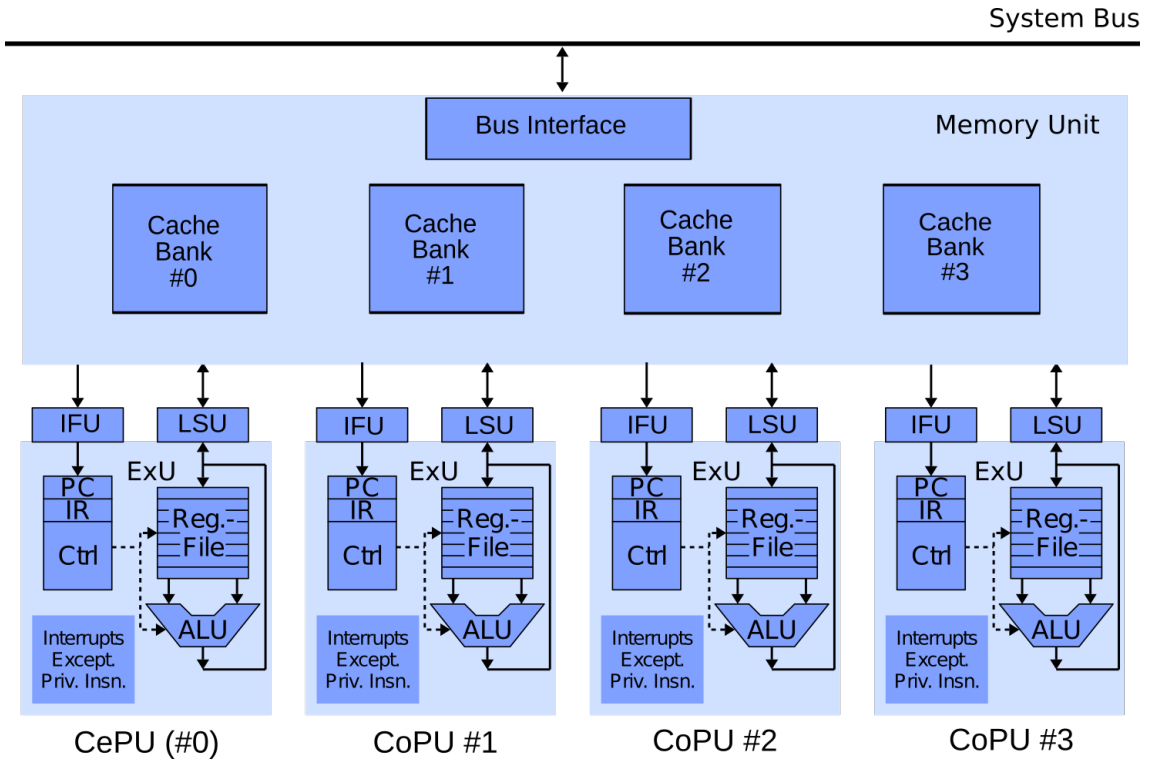 System Bus
Bus Interface
Memory Unit
Cache
Bank
#0
Cache
Bank
#1
Cache
Bank
#2
Cache
Bank
#3
IFU
LSU
IFU
LSU
IFU
LSU
IFU
LSU
ExU
PC
IR
Ctrl
Reg.-
File
ALU
Interrupts
Except.
Priv. Insn.
ExU
PC
IR
Ctrl
Reg.-
File
ALU
Interrupts
Except.
Priv. Insn.
ExU
PC
IR
Ctrl
Reg.-
File
ALU
Interrupts
Except.
Priv. Insn.
ExU
PC
IR
Ctrl
Reg.-
File
ALU
Interrupts
Except.
Priv. Insn.
CePU (#0)
CoPU #1
CoPU #2
CoPU #3